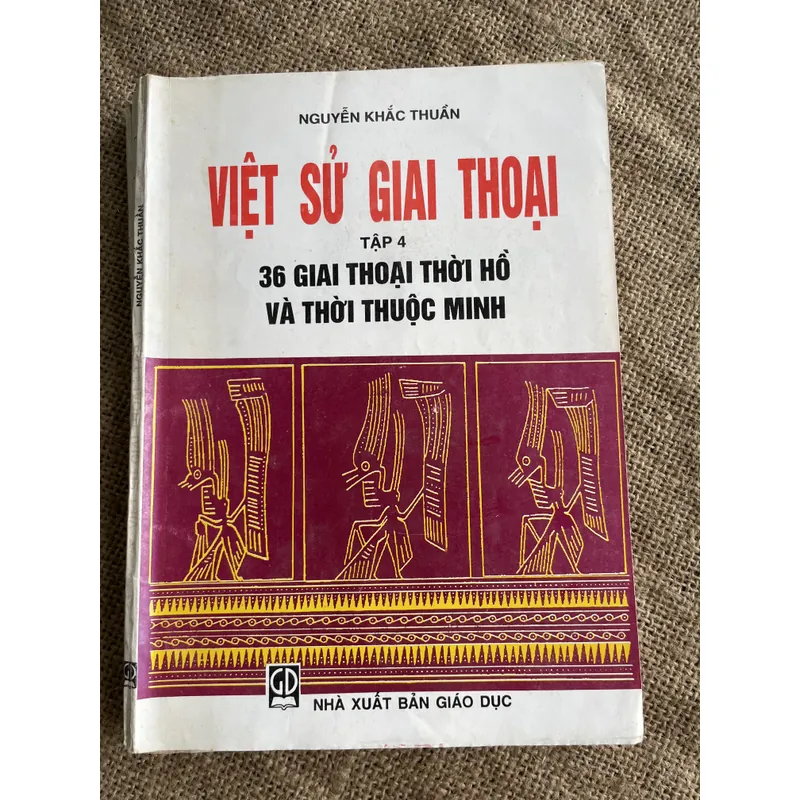 NGUYỄN KHẮC THUẦN
VIỆT SỬ GIAI THOẠI
TẬP 4
36 GIAI THOẠI THỜI HỒ
VÀ THỜI THUỘC MINH
NGUYỄN KHẮC THUẦN
GD
NHÀ XUẤT BẢN GIÁO DỤC